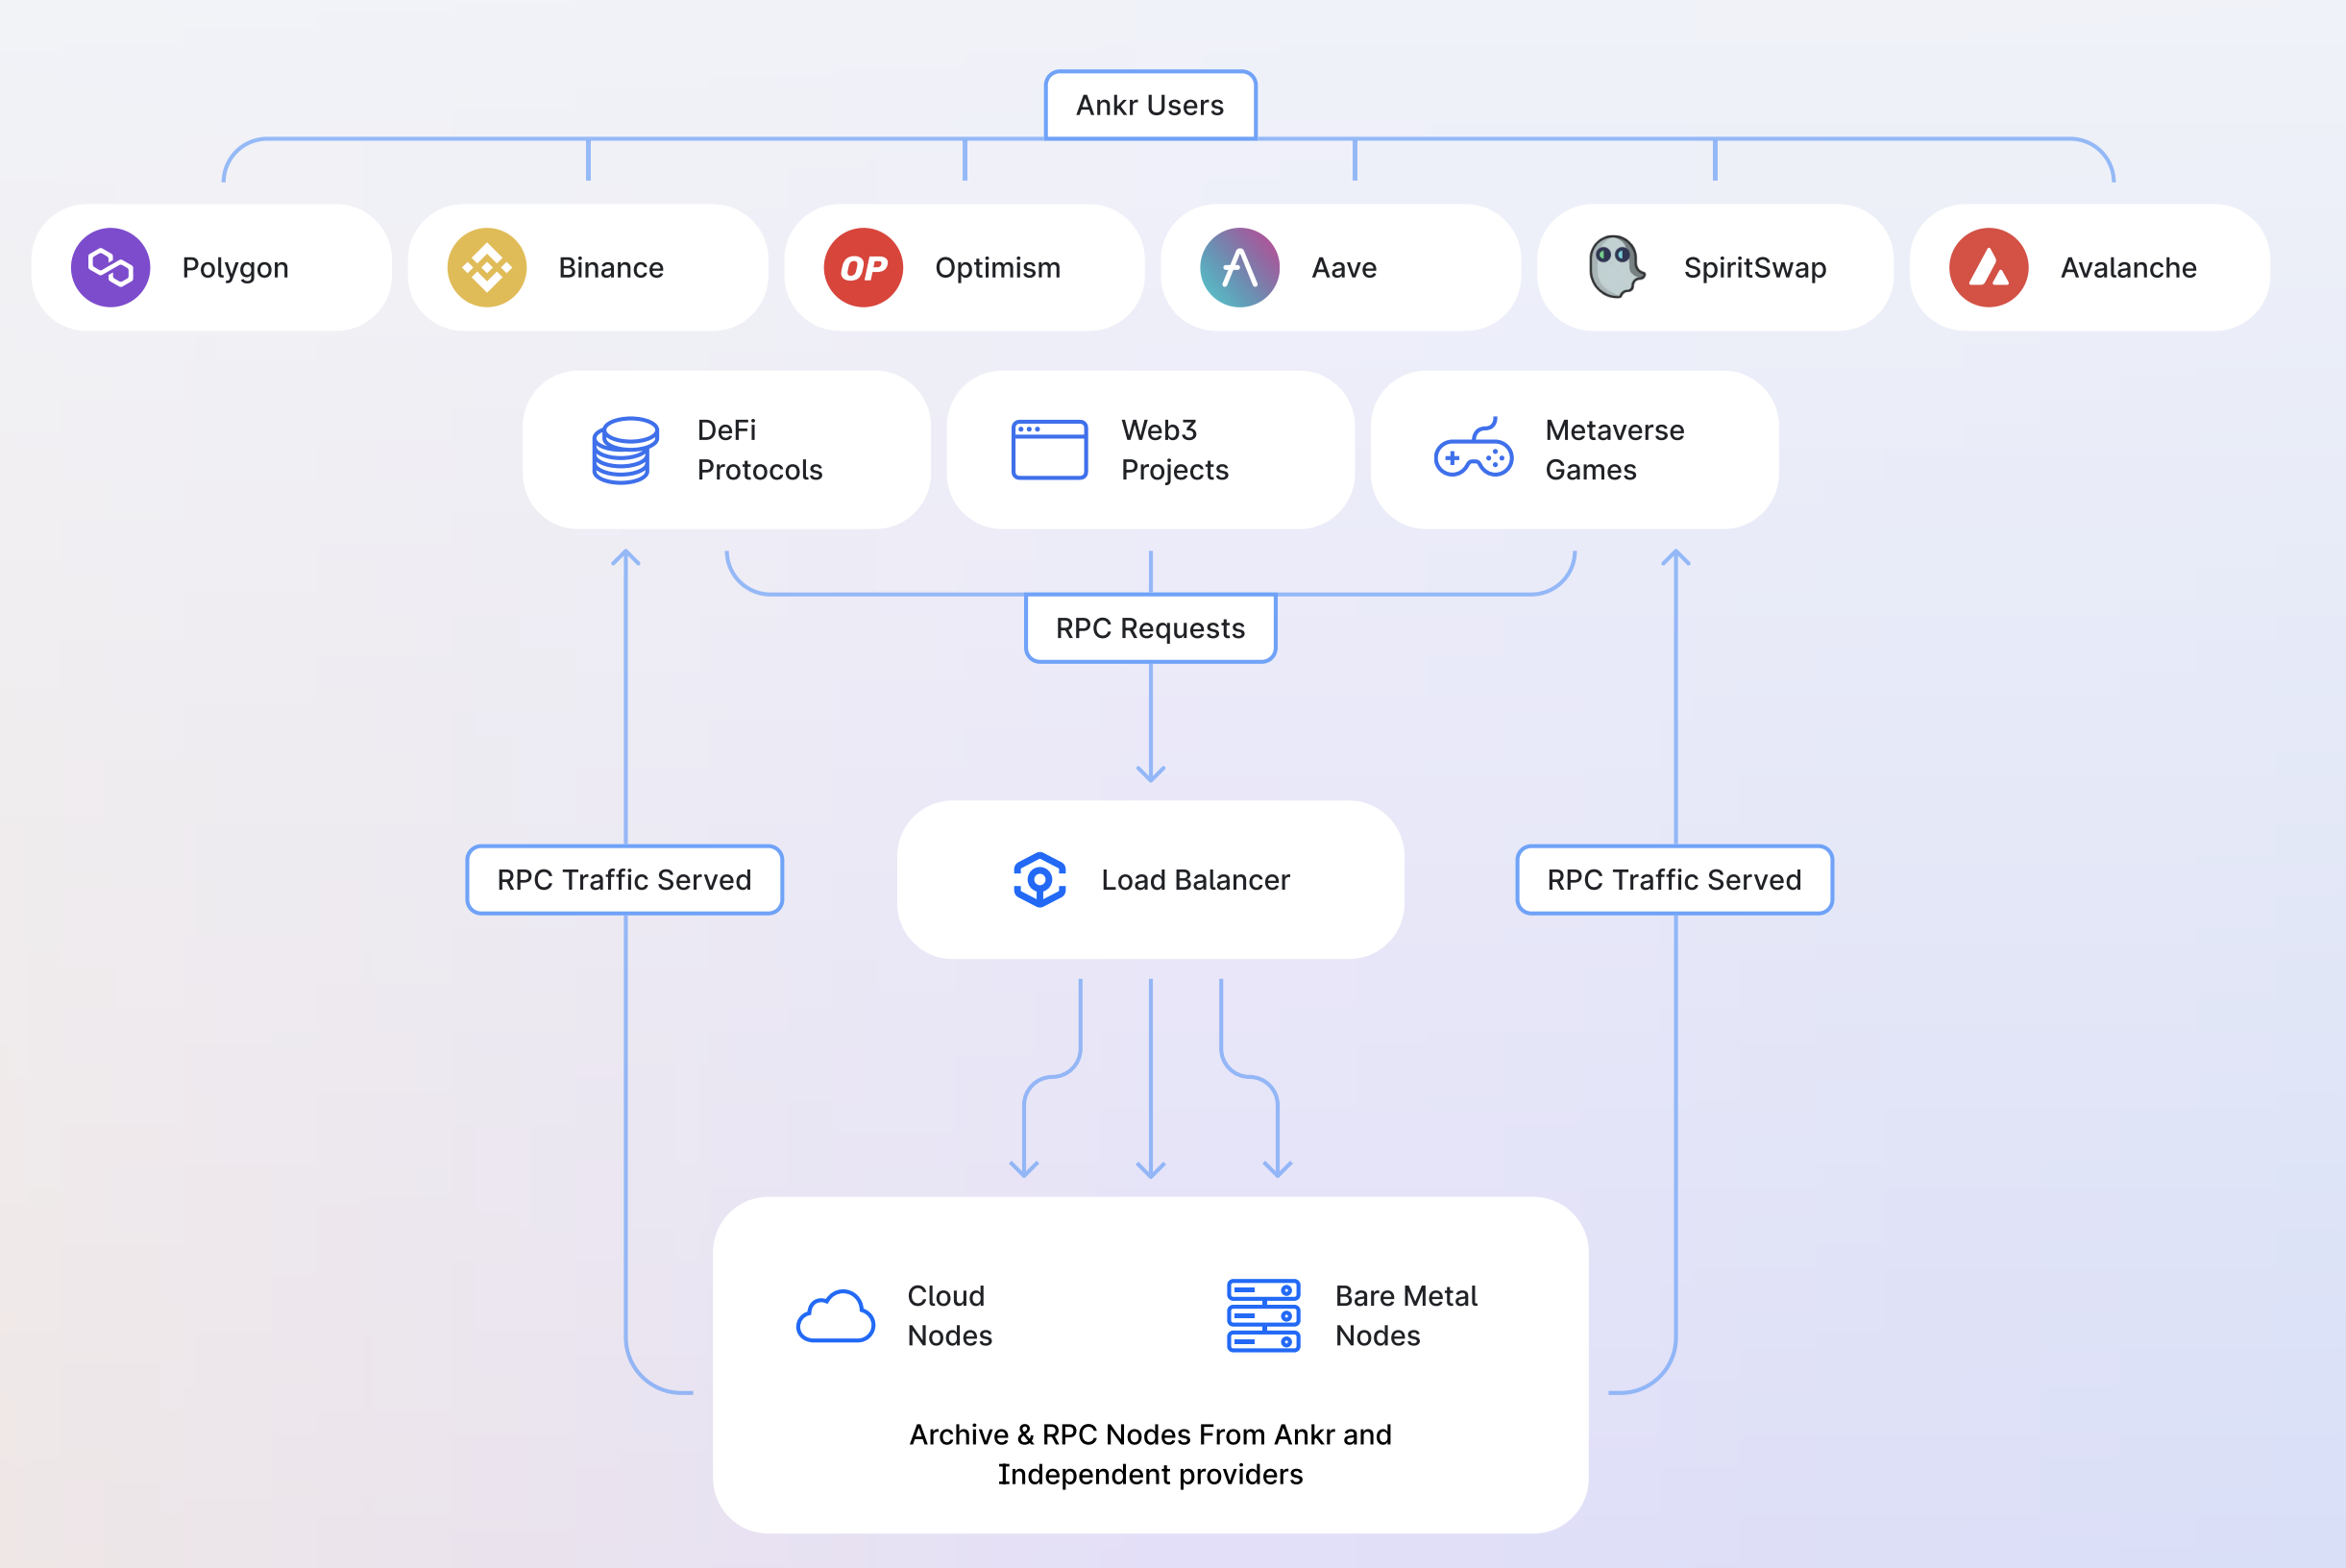 Ankr Users
Polygon
Binance
OP
Optimism
Aave
SpiritSwap
Avalanche
DeFi
Protocols
Web3
Projects
Metaverse
Games
RPC Requests
RPC Traffic Served
Load Balancer
RPC Traffic Served
Cloud
Nodes
Bare Metal
Nodes
Archive & RPC Nodes From Ankr and
Independent providers